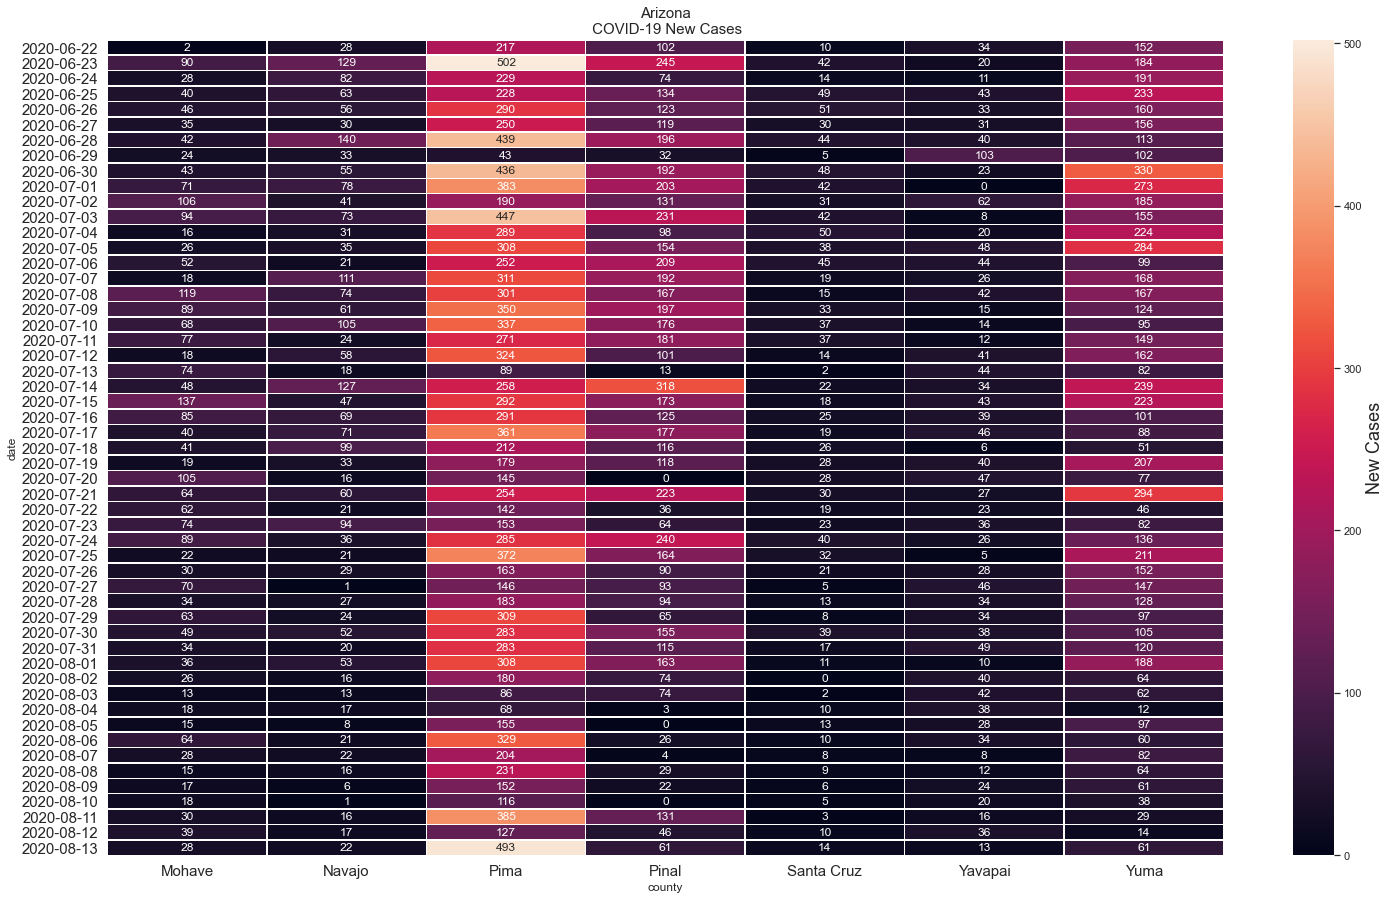 Arizona
COVID-19 New Cases
2020-06-22 2 28 217 102 10 34 152
2020-06-23 90 129 502 245 42 20 184
2020-06-24 28 82 229 74 14 11 191
2020-06-25 40 63 228 134 49 43 233
2020-06-26 46 56 290 123 51 33 160
2020-06-27 35 30 250 119 30 31 156
2020-06-28 42 140 439 196 44 40 113
2020-06-29 24 33 43 32 5 103 102
2020-06-30 43 55 436 192 48 23 330
2020-07-01 71 78 383 203 42 0 273
2020-07-02 106 41 190 131 31 62 185
2020-07-03 94 73 447 231 42 8 155
2020-07-04 16 31 289 98 50 20 224
2020-07-05 26 35 308 154 38 48 284
2020-07-06 52 21 252 209 45 44 99
2020-07-07 18 111 311 192 19 26 168
2020-07-08 119 74 301 167 15 42 167
2020-07-09 89 61 350 197 33 15 124
2020-07-10 68 105 337 176 37 14 95
2020-07-11 77 24 271 181 37 12 149
2020-07-12 18 58 324 101 14 41 162
2020-07-13 74 18 89 13 2 44 82
2020-07-14 48 127 258 318 22 34 239
2020-07-15 137 47 292 173 18 43 223
2020-07-16 85 69 291 125 25 39 101
2020-07-17 40 71 361 177 19 46 88
2020-07-18 41 99 212 116 26 6 51
2020-07-19 19 33 179 118 28 40 207
2020-07-20 105 16 145 0 28 47 77
2020-07-21 64 60 254 223 30 27 294
2020-07-22 62 21 142 36 19 23 46
2020-07-23 74 94 153 64 23 36 82
2020-07-24 89 36 285 240 40 26 136
2020-07-25 22 21 372 164 32 5 211
2020-07-26 30 29 163 90 21 28 152
2020-07-27 70 1 146 93 5 46 147
2020-07-28 34 27 183 94 13 34 128
2020-07-29 63 24 309 65 8 34 97
2020-07-30 49 52 283 155 39 38 105
2020-07-31 34 20 283 115 17 49 120
2020-08-01 36 53 308 163 11 10 188
2020-08-02 26 16 180 74 0 40 64
2020-08-03 13 13 86 74 2 42 62
2020-08-04 18 17 68 3 10 38 12
2020-08-05 15 8 155 0 13 28 97
2020-08-06 64 21 329 26 10 34 60
2020-08-07 28 22 204 4 8 8 82
2020-08-08 15 16 231 29 9 12 64
2020-08-09 17 6 152 22 6 24 61
2020-08-10 18 1 116 0 5 20 38
2020-08-11 30 16 385 131 3 16 29
2020-08-12 39 17 127 46 10 36 14
2020-08-13 28 22 493 61 14 13 61
date
Mohave Navajo Pima Pinal Santa Cruz Yavapai Yuma
county
500
400
300
200
100
0
New Cases